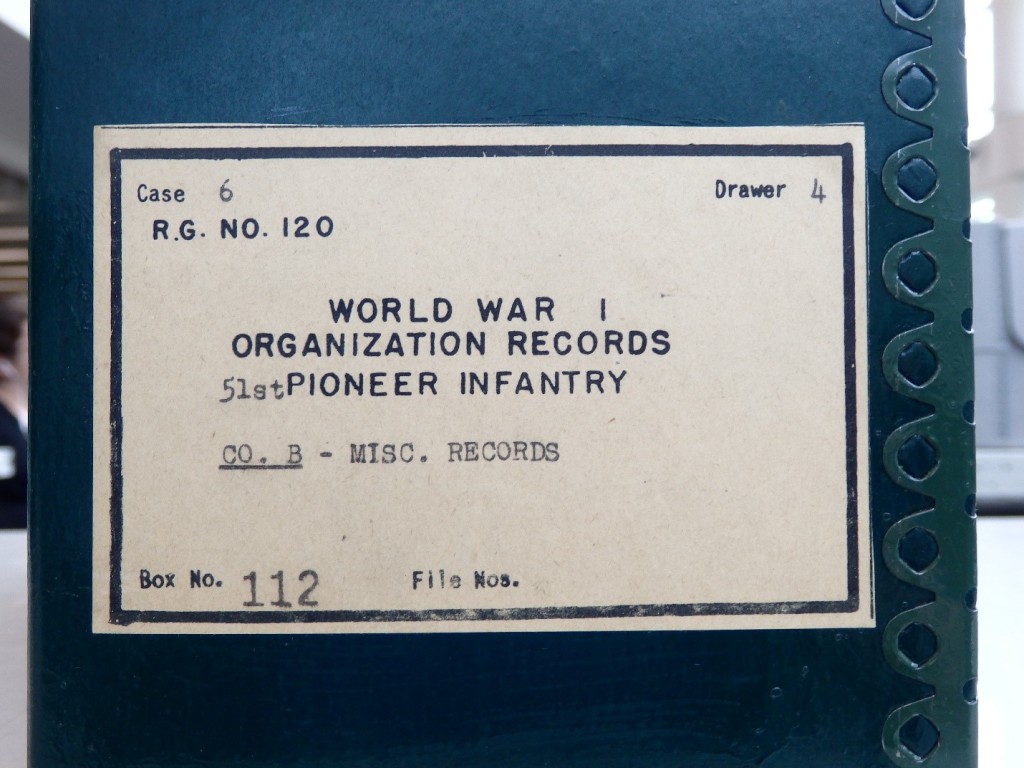 Case 6 Drawer 4
R.G. NO. 120
WORLD WAR I
ORGANIZATION RECORDS
51st PIONEER INFANTRY
CO. B - MISC. RECORDS
Box No. 112 File Nos.